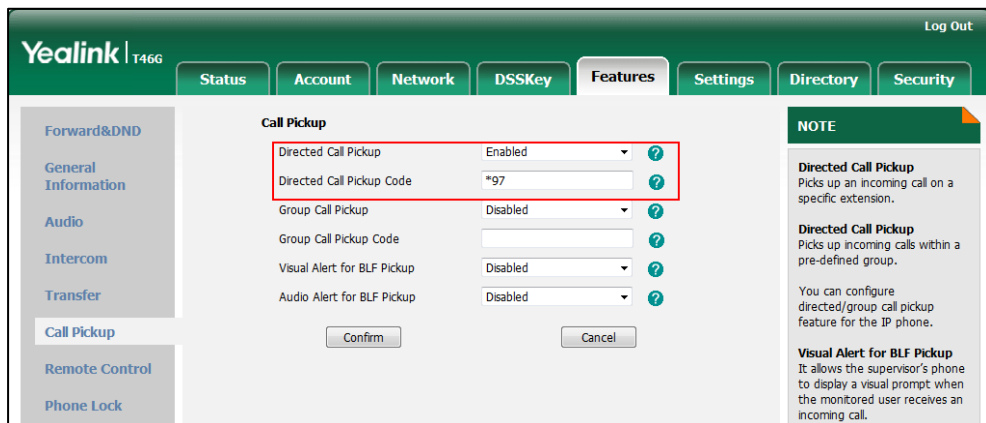 Log Out
Yealink T46G
Status Account Network DSSKey Features Settings Directory Security
Forward&DND
General
Information
Audio
Intercom
Transfer
Call Pickup
Remote Control
Phone Lock
Call Pickup
Directed Call Pickup Enabled ?
Directed Call Pickup Code *97 ?
Group Call Pickup Disabled ?
Group Call Pickup Code ?
Visual Alert for BLF Pickup Disabled ?
Audio Alert for BLF Pickup Disabled ?
Confirm Cancel
NOTE
Directed Call Pickup
Picks up an incoming call on a
specific extension.
Directed Call Pickup
Picks up incoming calls within a
pre-defined group.
You can configure
directed/group call pickup
feature for the IP phone.
Visual Alert for BLF Pickup
It allows the supervisor's phone
to display a visual prompt when
the monitored user receives an
incoming call.